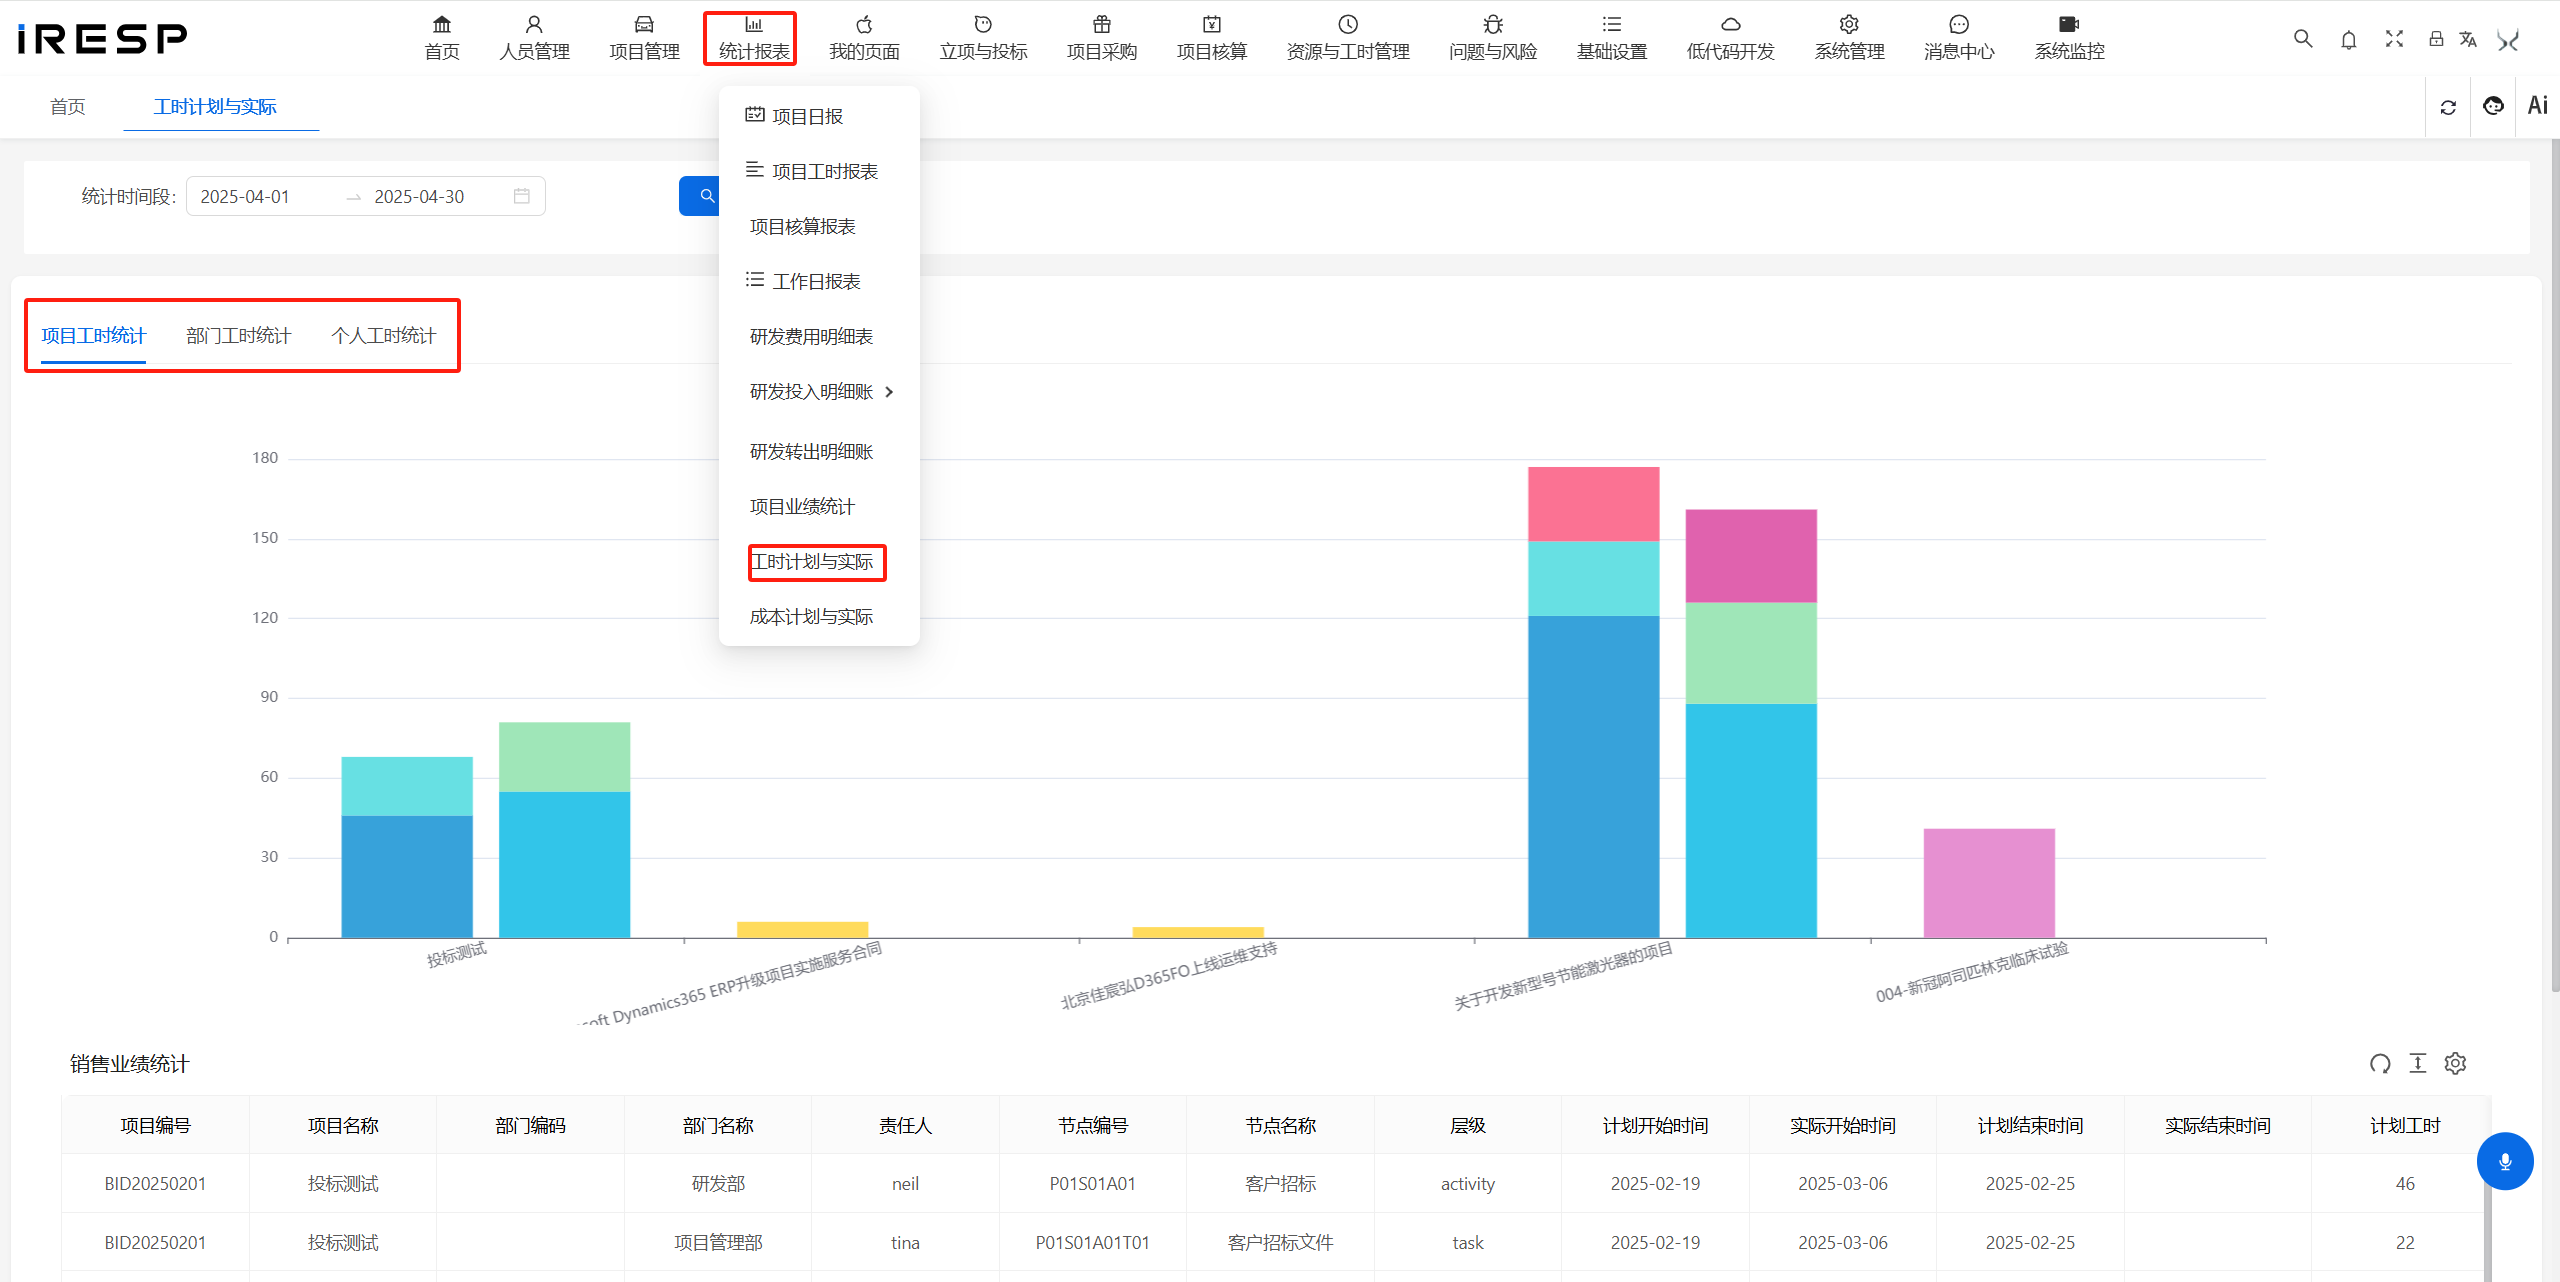 iRESP
首页 人员管理 项目管理 统计报表 我的页面 立项与投标 项目采购 项目核算 资源与工时管理 问题与风险 基础设置 低代码开发 系统管理 消息中心 系统监控
首页 工时计划与实际
Ai
统计时间段: 2025-04-01 → 2025-04-30
项目日报
项目工时报表
项目核算报表
工作日报表
研发费用明细表
研发投入明细账
研发转出明细账
项目业绩统计
工时计划与实际
成本计划与实际
项目工时统计 部门工时统计 个人工时统计
180
150
120
90
60
30
0
投标测试
soft Dynamics365 ERP升级项目实施服务合同
北京佳宸弘D365FO上线运维支持
关于开发新型号节能激光器的项目
004-新冠阿司匹林克临床试验
销售业绩统计
项目编号 项目名称 部门编码 部门名称 责任人 节点编号 节点名称 层级 计划开始时间 实际开始时间 计划结束时间 实际结束时间 计划工时
BID20250201 投标测试 研发部 neil P01S01A01 客户招标 activity 2025-02-19 2025-03-06 2025-02-25 46
BID20250201 投标测试 项目管理部 tina P01S01A01T01 客户招标文件 task 2025-02-19 2025-03-06 2025-02-25 22